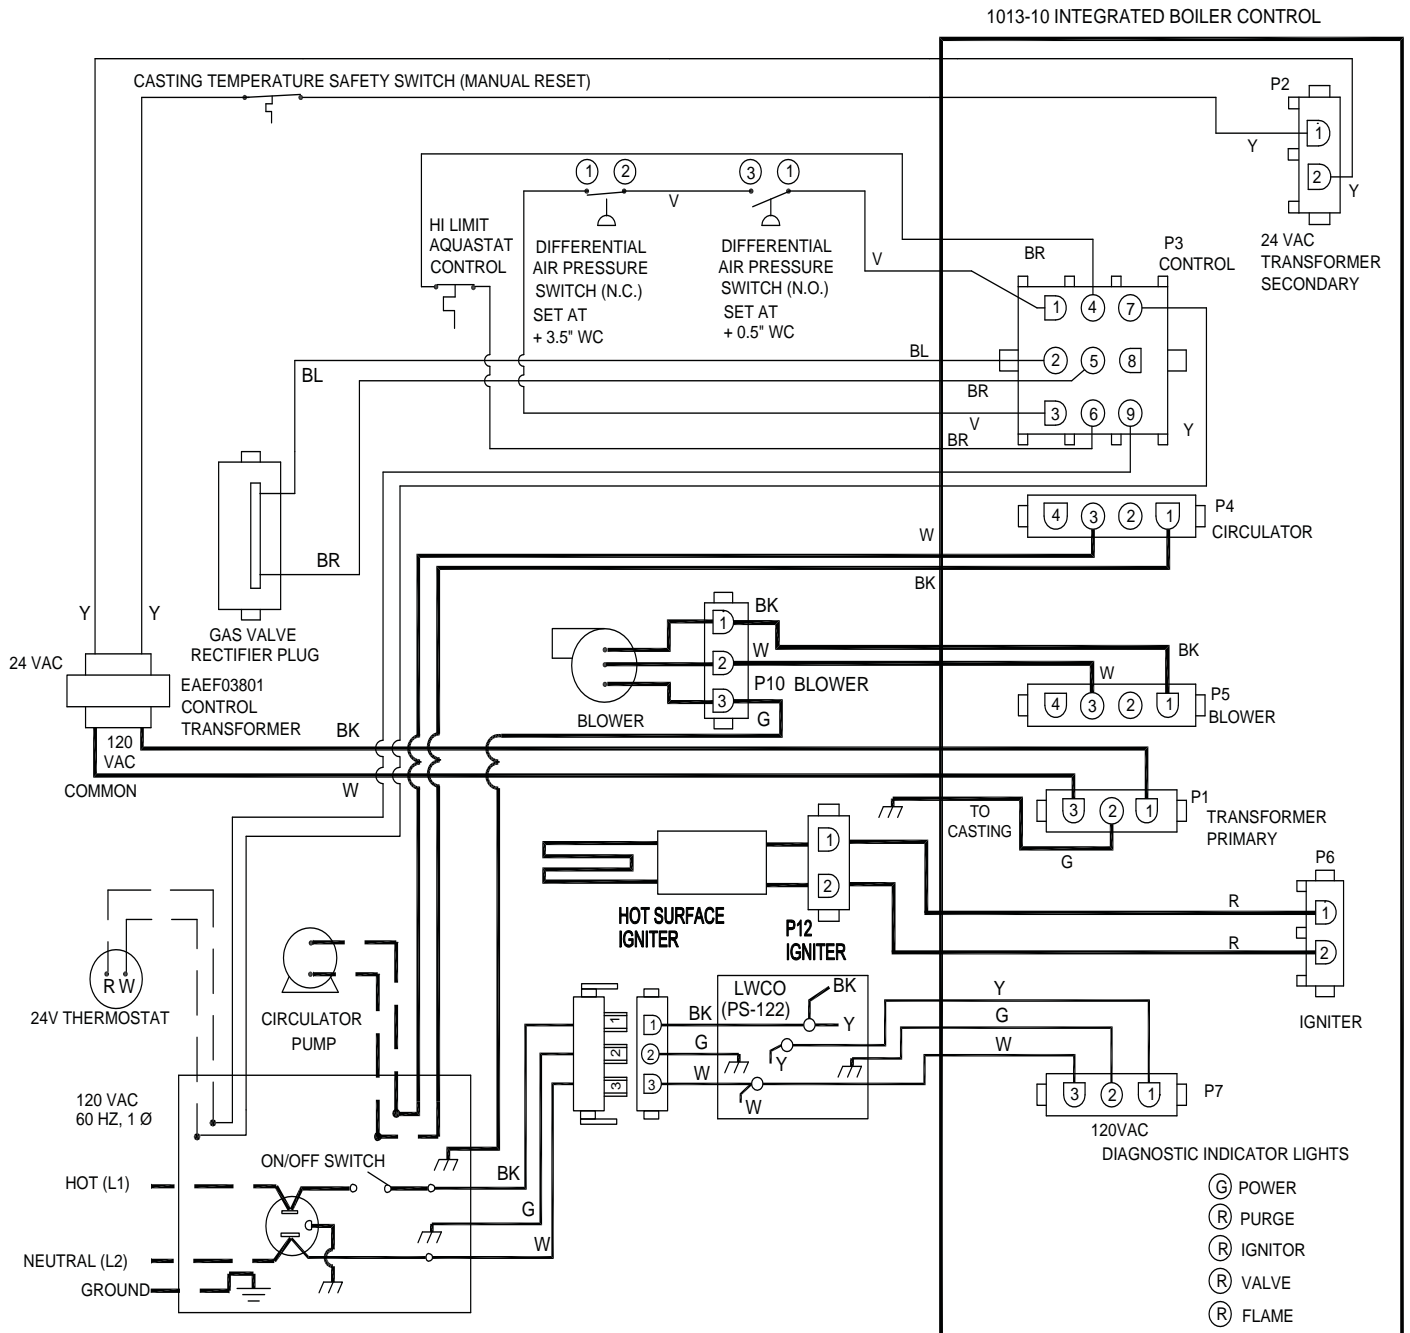 1013-10 INTEGRATED BOILER CONTROL
CASTING TEMPERATURE SAFETY SWITCH (MANUAL RESET)
P2
1
Y
2
Y
24 VAC
TRANSFORMER
SECONDARY
1 2
3 1
V
HI LIMIT
AQUASTAT
CONTROL
DIFFERENTIAL
AIR PRESSURE
SWITCH (N.C.)
SET AT
+ 3.5" WC
DIFFERENTIAL
AIR PRESSURE
SWITCH (N.O.)
SET AT
+ 0.5" WC
V
BR
P3
CONTROL
1 4 7
2 5 8
3 6 9
BL
BL
BR
V
BR
Y
BR
GAS VALVE
RECTIFIER PLUG
Y
Y
24 VAC
EAEF03801
CONTROL
TRANSFORMER
120
VAC
COMMON
BK
W
W
BK
4 3 2 1
P4
CIRCULATOR
BLOWER
1
2
3
BK
W
G
P10 BLOWER
BK
W
4 3 2 1
P5
BLOWER
TO
CASTING
G
3 2 1
P1
TRANSFORMER
PRIMARY
HOT SURFACE
IGNITER
1
2
P12
IGNITER
R
R
P6
1
2
IGNITER
R W
24V THERMOSTAT
CIRCULATOR
PUMP
1
2
3
1
2
3
BK
G
W
LWCO
(PS-122)
BK
Y
Y
W
Y
G
W
3 2 1
P7
120VAC
120 VAC
60 HZ, 1 Ø
ON/OFF SWITCH
HOT (L1)
BK
G
W
NEUTRAL (L2)
GROUND
DIAGNOSTIC INDICATOR LIGHTS
G POWER
R PURGE
R IGNITOR
R VALVE
R FLAME